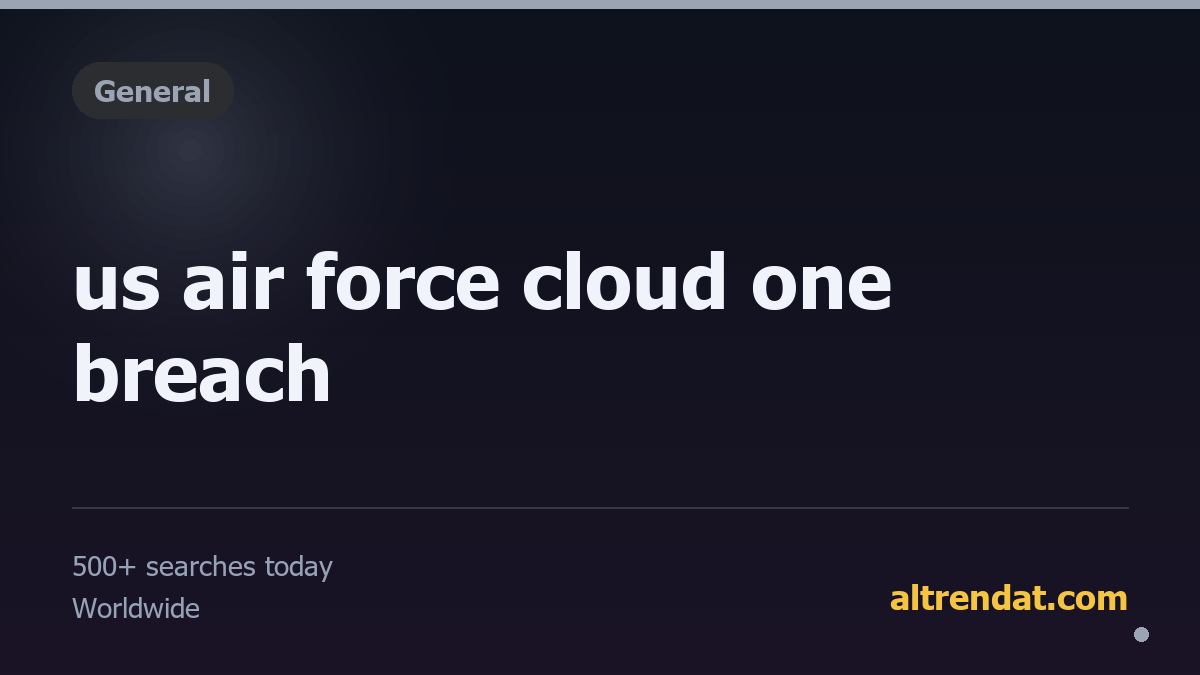 General
us air force cloud one
breach
500+ searches today
Worldwide
altrendat.com